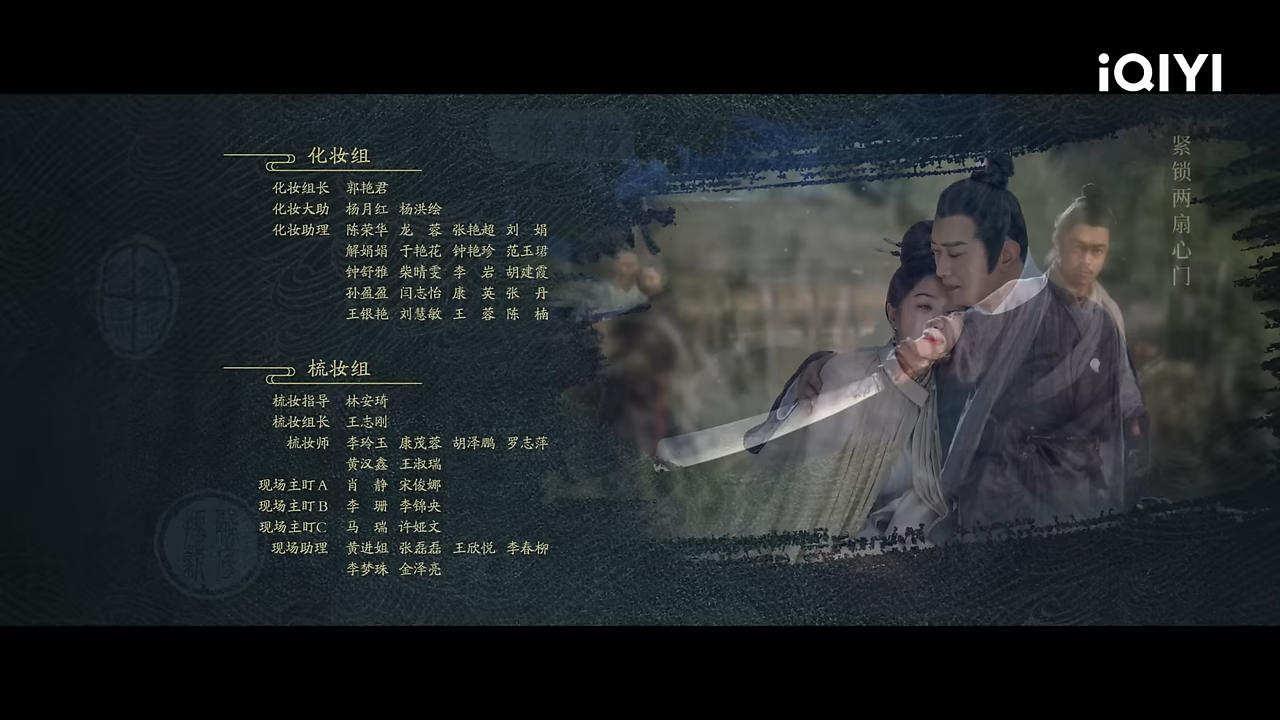 iQIYI
紧锁两扇心门
化妆组
化妆组长 郭艳君
化妆大助 杨月红 杨洪绘
化妆助理 陈荣华 龙 蓉 张艳超 刘 娟
解娟娟 于艳花 钟艳珍 范玉珺
钟舒雅 柴晴雯 李 岩 胡建霞
孙盈盈 闫志怡 康 英 张 丹
王银艳 刘慧敏 王 蓉 陈 楠
梳妆组
梳妆指导 林安琦
梳妆组长 王志刚
梳妆师 李玲玉 康茂蓉 胡泽鹏 罗志萍
黄汉鑫 王淑瑞
现场主盯A 肖 静 宋俊娜
现场主盯B 李 珊 李锦央
现场主盯C 马 瑞 许娅文
现场助理 黄进姐 张磊磊 王欣悦 李春柳
李梦珠 金泽亮